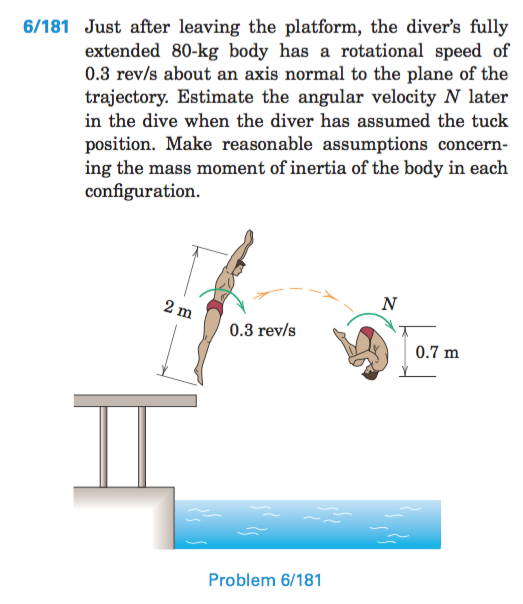 6/181 Just after leaving the platform, the diver's fully
extended 80-kg body has a rotational speed of
0.3 rev/s about an axis normal to the plane of the
trajectory. Estimate the angular velocity N later
in the dive when the diver has assumed the tuck
position. Make reasonable assumptions concern-
ing the mass moment of inertia of the body in each
configuration.
2 m
0.3 rev/s
N
0.7 m
Problem 6/181